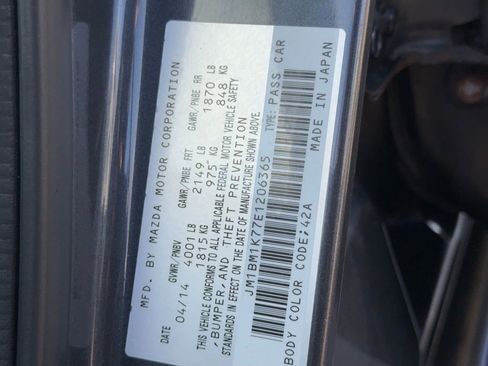 MFD. BY MAZDA MOTOR CORPORATION
DATE GVWR/PNBV GAWR/PNBE FRT GAWR/PNBE RR
04/14 4001 LB 2149 LB 1870 LB
1815 KG 975 KG 848 KG
THIS VEHICLE CONFORMS TO ALL APPLICABLE FEDERAL MOTOR VEHICLE SAFETY
,BUMPER,AND THEFT PREVENTION
STANDARDS IN EFFECT ON THE DATE OF MANUFACTURE SHOWN ABOVE
JM1BM1K77E1206365 TYPE: PASS CAR
BODY COLOR CODE:42A MADE IN JAPAN